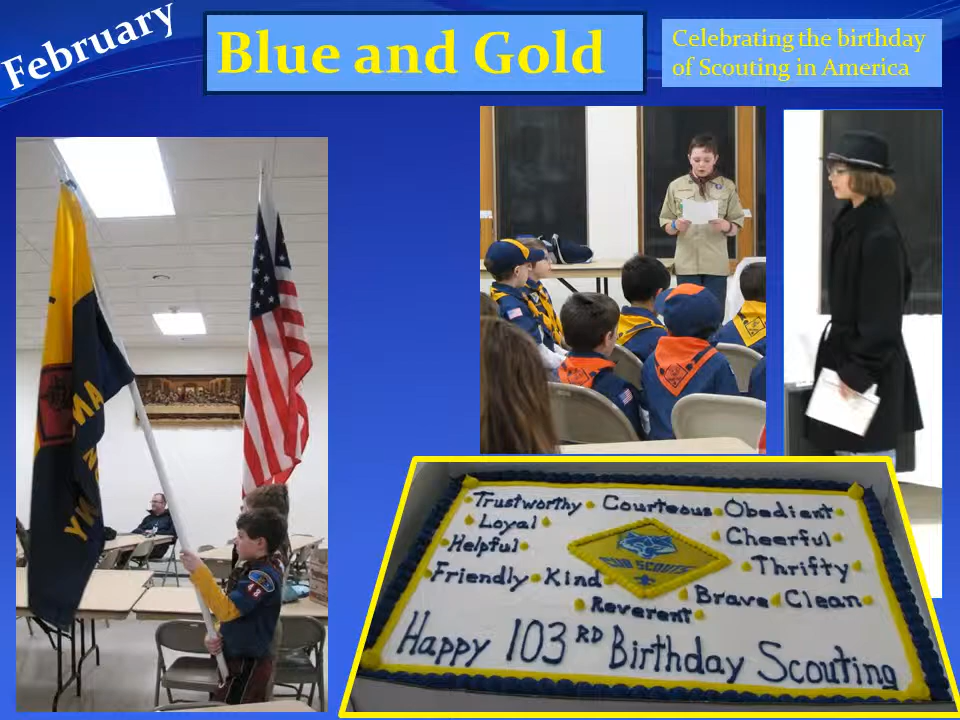 February
Blue and Gold
Celebrating the birthday
of Scouting in America
Trustworthy Courteous Obedient
Loyal Cheerful
Helpful Thrifty
Friendly Kind Brave Clean
Reverent
CUB SCOUTS
Happy 103RD Birthday Scouting